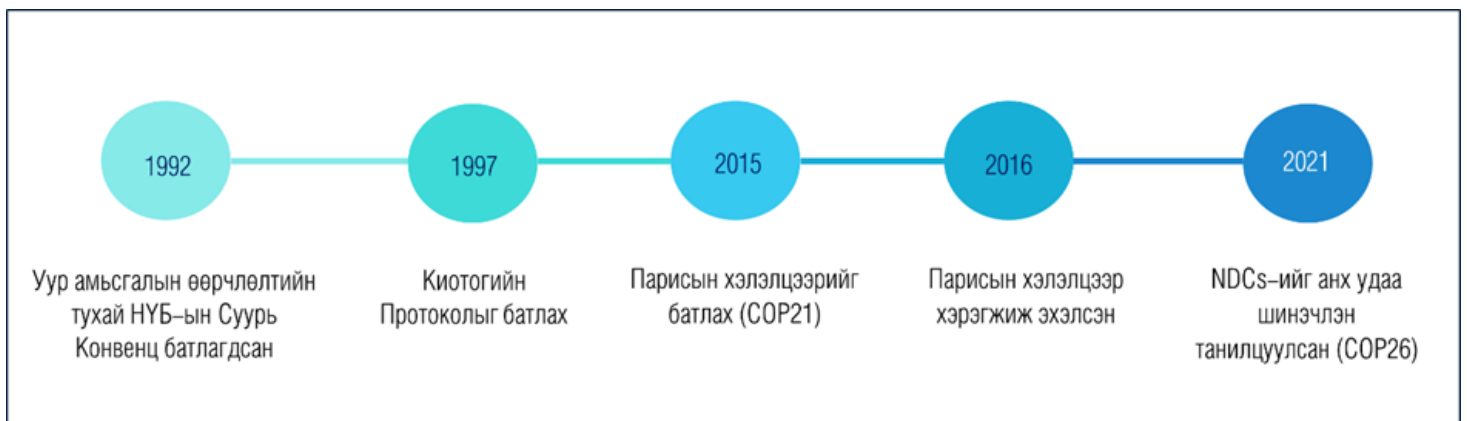 1992
1997
2015
2016
2021
Уур амьсгалын өөрчлөлтийн
тухай НҮБ–ын Суурь
Конвенц батлагдсан
Киотогийн
Протоколыг батлах
Парисын хэлэлцээрийг
батлах (COP21)
Парисын хэлэлцээр
хэрэгжиж эхэлсэн
NDCs–ийг анх удаа
шинэчлэн
танилцуулсан (COP26)